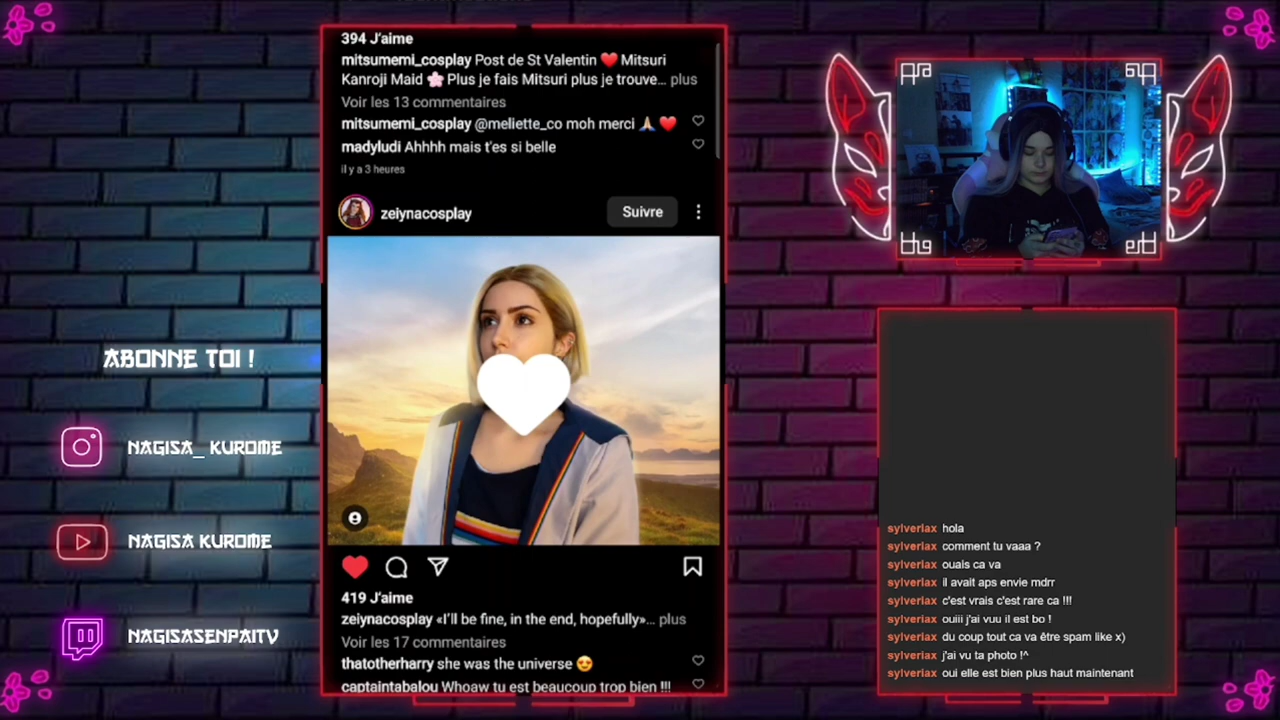 394 J'aime
mitsumemi_cosplay Post de St Valentin ❤️ Mitsuri
Kanroji Maid 🌸 Plus je fais Mitsuri plus je trouve... plus
Voir les 13 commentaires
mitsumemi_cosplay @meliette_co moh merci 🙏 ❤️
madyludi Ahhhh mais t'es si belle
il y a 3 heures
zeiynacosplay
Suivre
419 J'aime
zeiynacosplay «I'll be fine, in the end, hopefully»... plus
Voir les 17 commentaires
thatotherharry she was the universe 😍
captaintabalou Whoaw tu est beaucoup trop bien !!!
ABONNE TOI !
NAGISA_ KUROME
NAGISA KUROME
NAGISASENPAITV
sylveriax hola
sylveriax comment tu vaaa ?
sylveriax ouais ca va
sylveriax il avait aps envie mdrr
sylveriax c'est vrais c'est rare ca !!!
sylveriax ouiii j'ai vuu il est bo !
sylveriax du coup tout ca va être spam like x)
sylveriax j'ai vu ta photo !^
sylveriax oui elle est bien plus haut maintenant